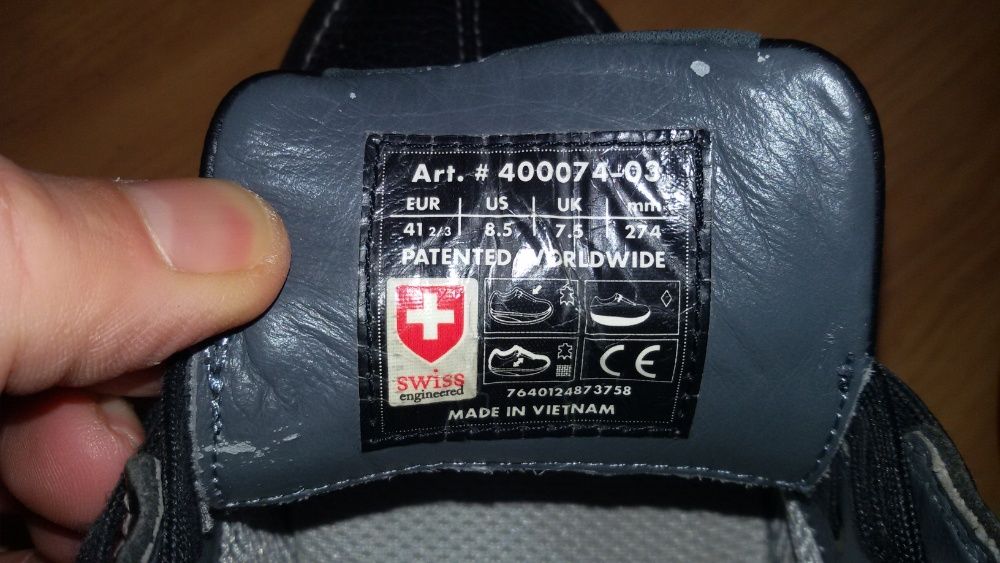 Art. # 400074-03
EUR US UK mm
41 2/3 8.5 7.5 274
PATENTED WORLDWIDE
swiss
engineered
CE
7640124873758
MADE IN VIETNAM